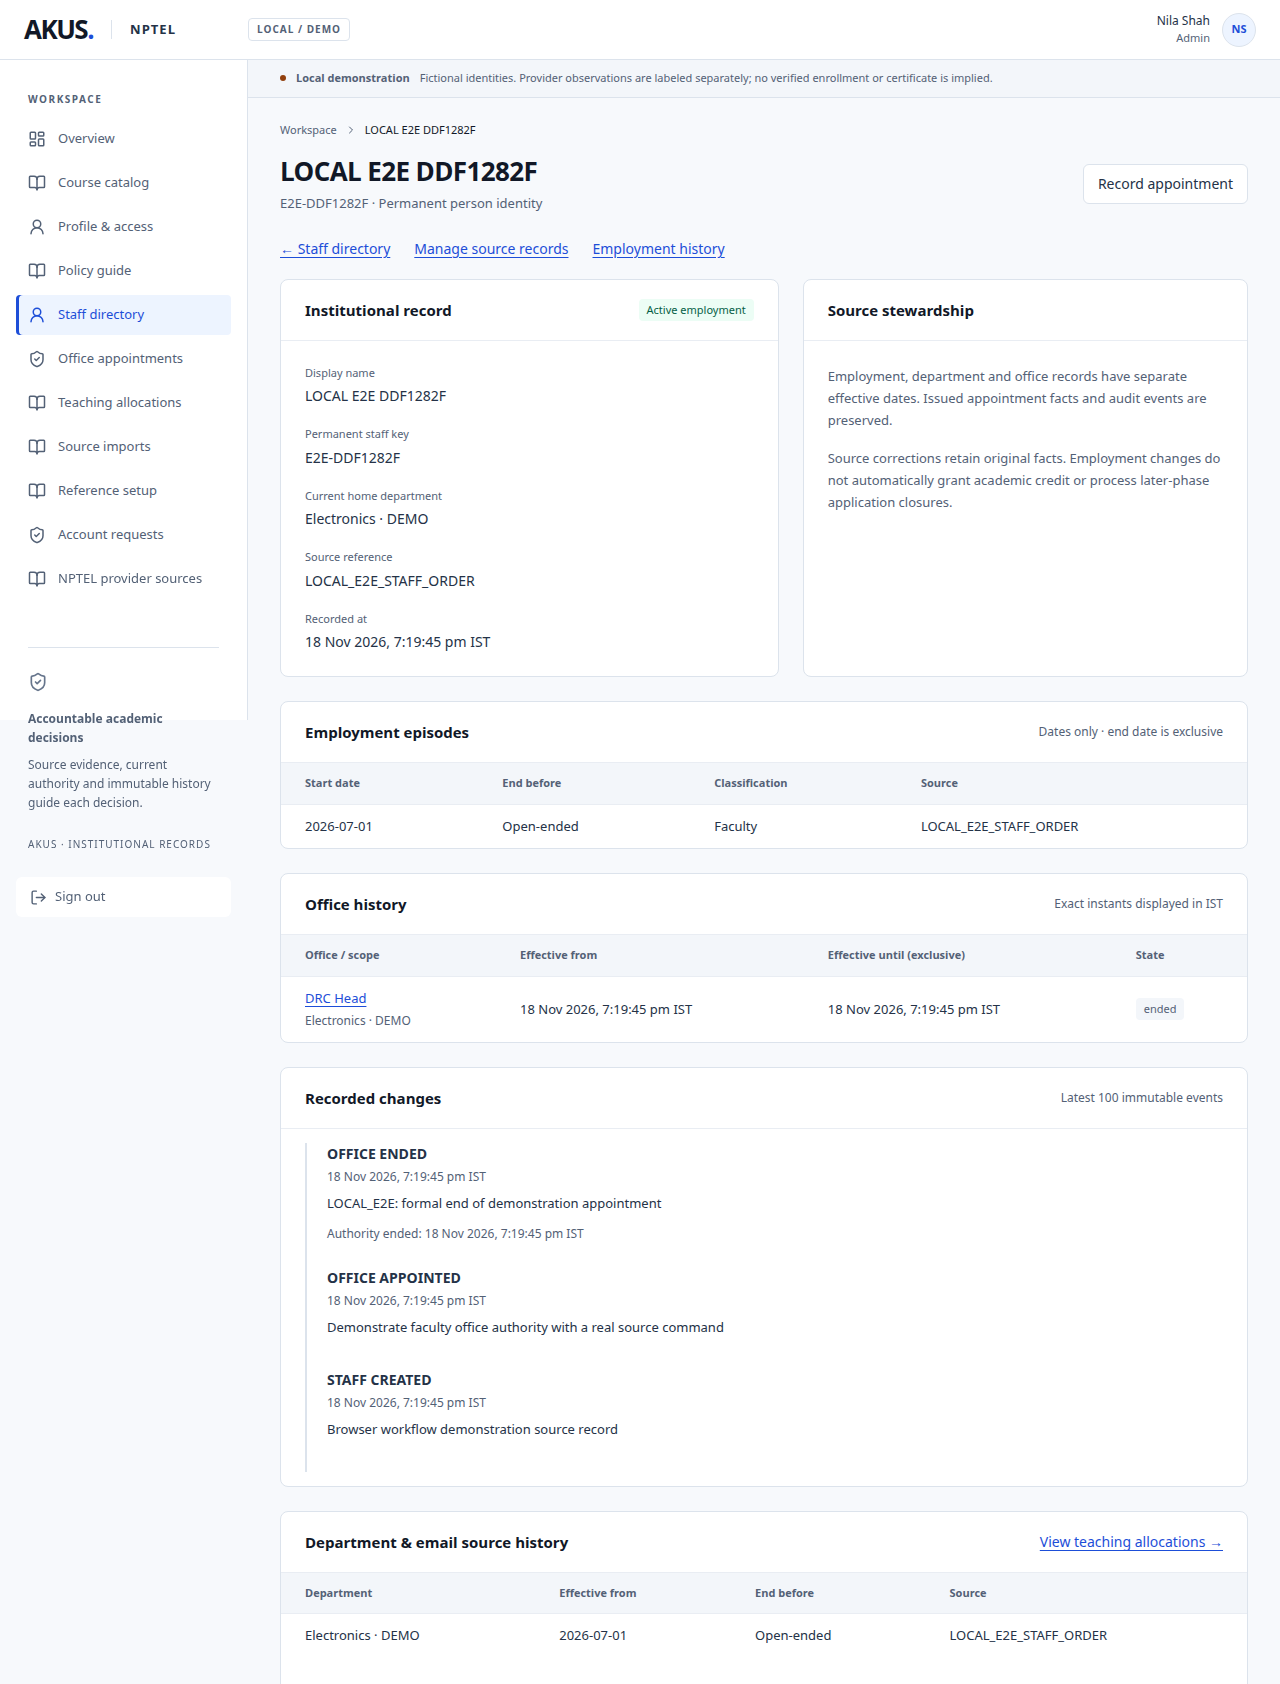 AKUS.
NPTEL
LOCAL / DEMO
Nila Shah
Admin
NS
WORKSPACE
Overview
Course catalog
Profile & access
Policy guide
Staff directory
Office appointments
Teaching allocations
Source imports
Reference setup
Account requests
NPTEL provider sources
Accountable academic
decisions
Source evidence, current
authority and immutable history
guide each decision.
AKUS · INSTITUTIONAL RECORDS
Sign out
Local demonstration Fictional identities. Provider observations are labeled separately; no verified enrollment or certificate is implied.
Workspace > LOCAL E2E DDF1282F
LOCAL E2E DDF1282F
E2E-DDF1282F · Permanent person identity
Record appointment
← Staff directory Manage source records Employment history
Institutional record
Active employment
Display name
LOCAL E2E DDF1282F
Permanent staff key
E2E-DDF1282F
Current home department
Electronics · DEMO
Source reference
LOCAL_E2E_STAFF_ORDER
Recorded at
18 Nov 2026, 7:19:45 pm IST
Source stewardship
Employment, department and office records have separate
effective dates. Issued appointment facts and audit events are
preserved.
Source corrections retain original facts. Employment changes do
not automatically grant academic credit or process later-phase
application closures.
Employment episodes
Dates only · end date is exclusive
Start date End before Classification Source
2026-07-01 Open-ended Faculty LOCAL_E2E_STAFF_ORDER
Office history
Exact instants displayed in IST
Office / scope Effective from Effective until (exclusive) State
DRC Head
Electronics · DEMO
18 Nov 2026, 7:19:45 pm IST 18 Nov 2026, 7:19:45 pm IST ended
Recorded changes
Latest 100 immutable events
OFFICE ENDED
18 Nov 2026, 7:19:45 pm IST
LOCAL_E2E: formal end of demonstration appointment
Authority ended: 18 Nov 2026, 7:19:45 pm IST
OFFICE APPOINTED
18 Nov 2026, 7:19:45 pm IST
Demonstrate faculty office authority with a real source command
STAFF CREATED
18 Nov 2026, 7:19:45 pm IST
Browser workflow demonstration source record
Department & email source history
View teaching allocations →
Department Effective from End before Source
Electronics · DEMO 2026-07-01 Open-ended LOCAL_E2E_STAFF_ORDER